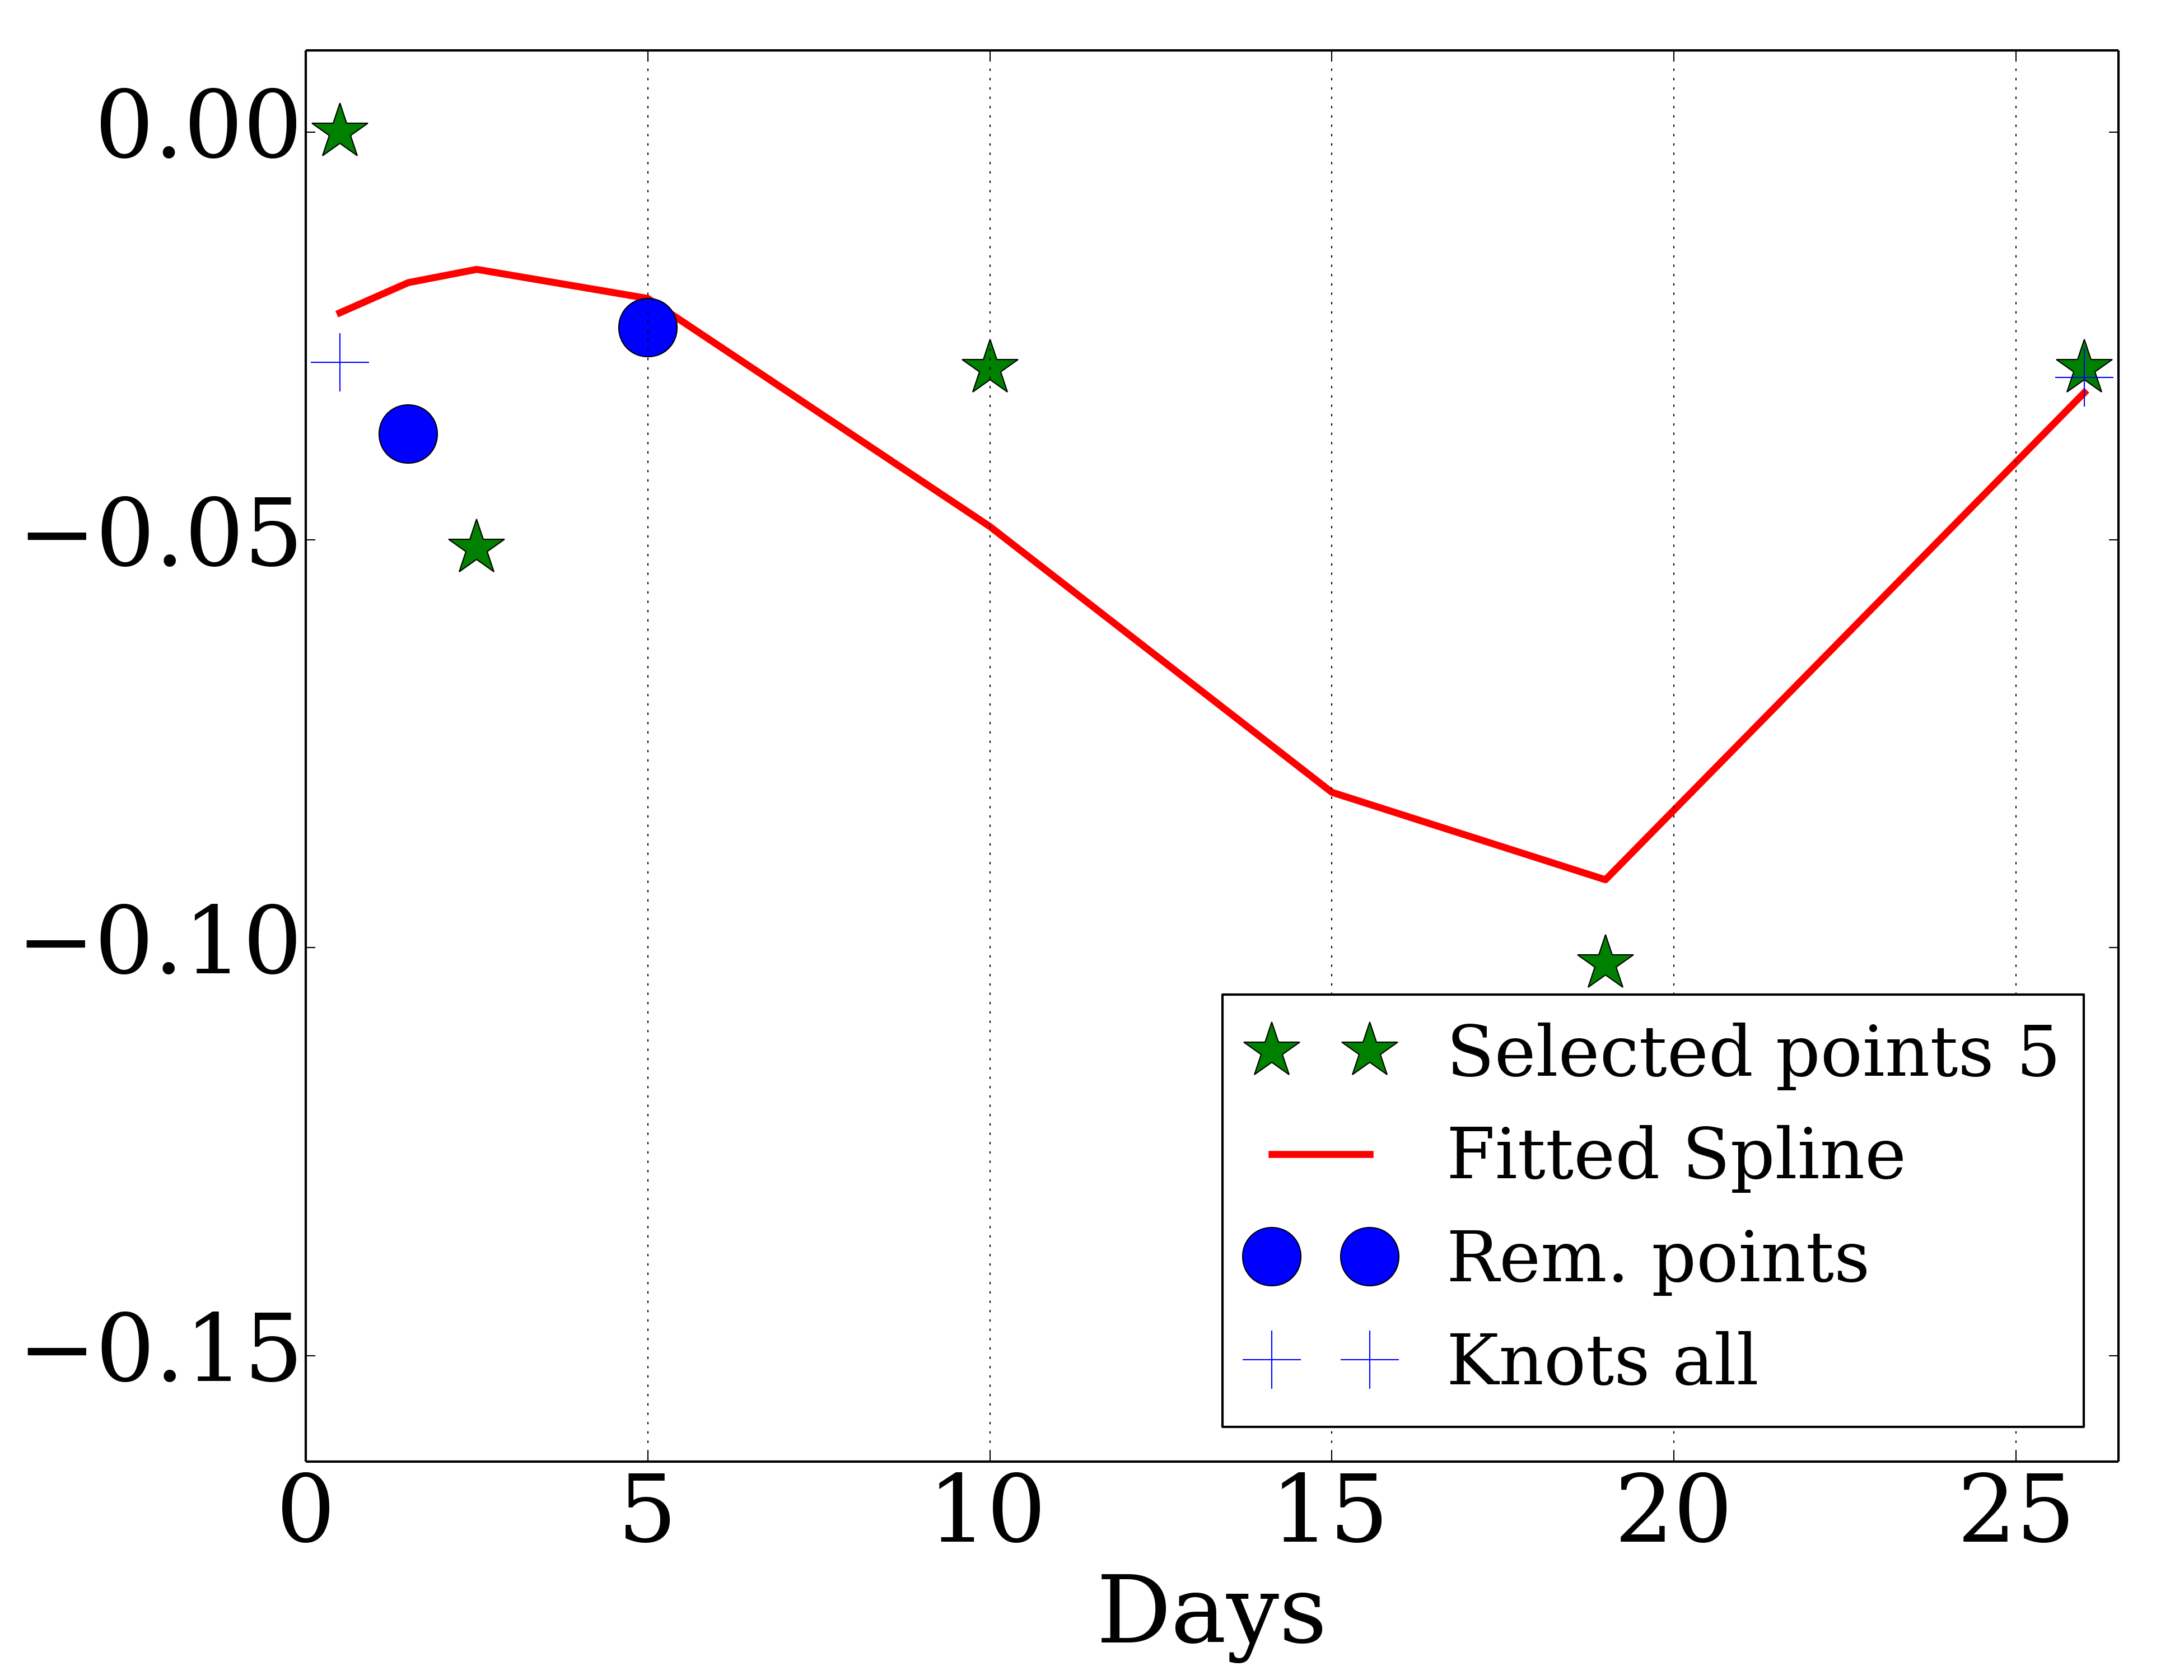 0.00
−0.05
−0.10
−0.15
Selected points 5
Fitted Spline
Rem. points
Knots all
0 5 10 15 20 25
Days